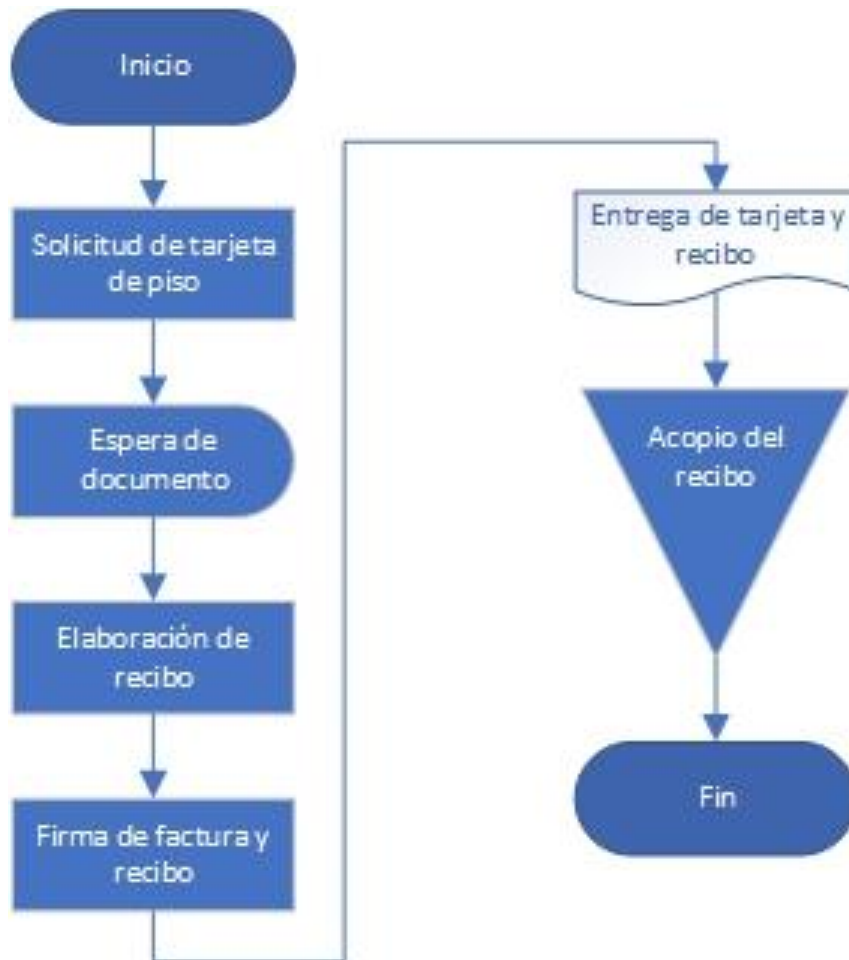 Inicio
Solicitud de tarjeta
de piso
Espera de
documento
Elaboración de
recibo
Firma de factura y
recibo
Entrega de tarjeta y
recibo
Acopio del
recibo
Fin